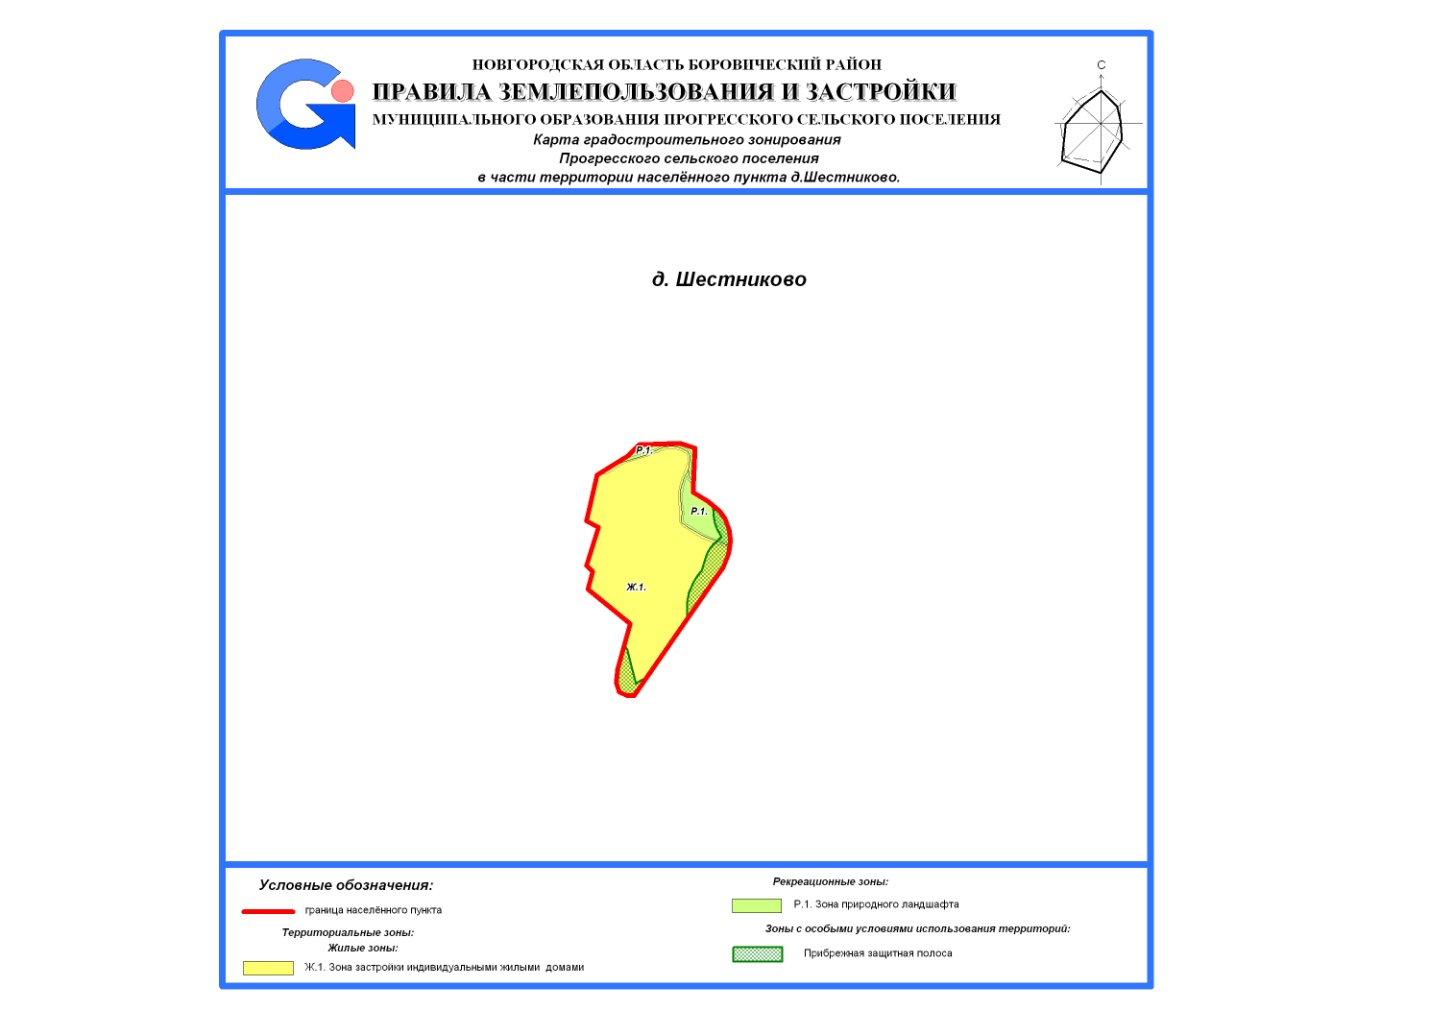 НОВГОРОДСКАЯ ОБЛАСТЬ БОРОВИЧЕСКИЙ РАЙОН
ПРАВИЛА ЗЕМЛЕПОЛЬЗОВАНИЯ И ЗАСТРОЙКИ
МУНИЦИПАЛЬНОГО ОБРАЗОВАНИЯ ПРОГРЕССКОГО СЕЛЬСКОГО ПОСЕЛЕНИЯ
Карта градостроительного зонирования
Прогресского сельского поселения
в части территории населённого пункта д.Шестниково.
С
д. Шестниково
Р.1.
Р.1.
Ж.1.
Условные обозначения:
граница населённого пункта
Территориальные зоны:
Жилые зоны:
Ж.1. Зона застройки индивидуальными жилыми домами
Рекреационные зоны:
Р.1. Зона природного ландшафта
Зоны с особыми условиями использования территорий:
Прибрежная защитная полоса